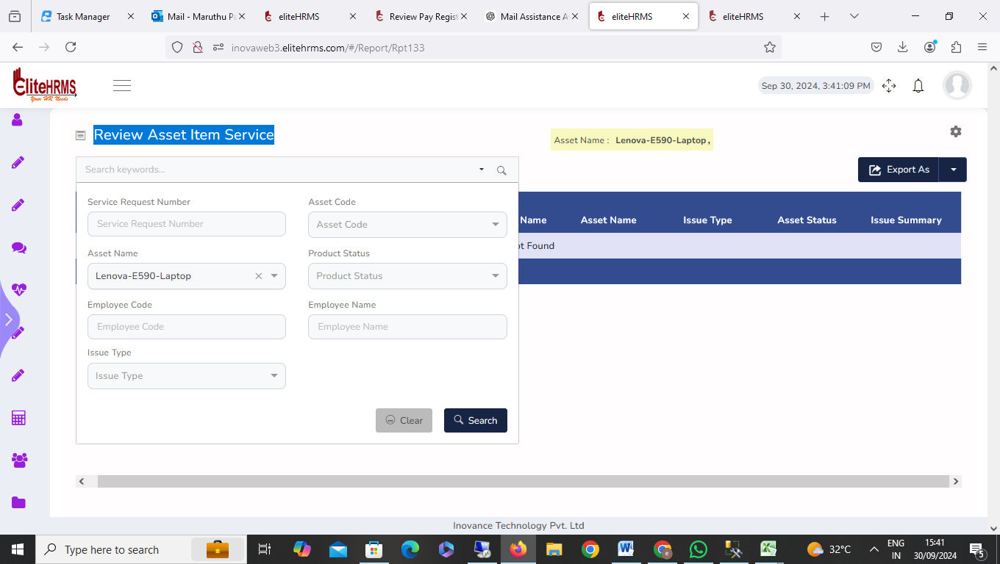 Task Manager
Mail - Maruthu Pa
eliteHRMS
Review Pay Regist
Mail Assistance A
eliteHRMS
eliteHRMS
inovaweb3.elitehrms.com/#/Report/Rpt133
EliteHRMS
Your HR Needs
Sep 30, 2024, 3:41:09 PM
Review Asset Item Service
Asset Name : Lenova-E590-Laptop ,
Search keywords...
Export As
Service Request Number
Asset Code
Service Request Number
Asset Code
Name Asset Name Issue Type Asset Status Issue Summary
ot Found
Asset Name
Product Status
Lenova-E590-Laptop
Product Status
Employee Code
Employee Name
Employee Code
Employee Name
Issue Type
Issue Type
Clear
Search
Inovance Technology Pvt. Ltd
Type here to search
32°C
ENG
IN
15:41
30/09/2024
5